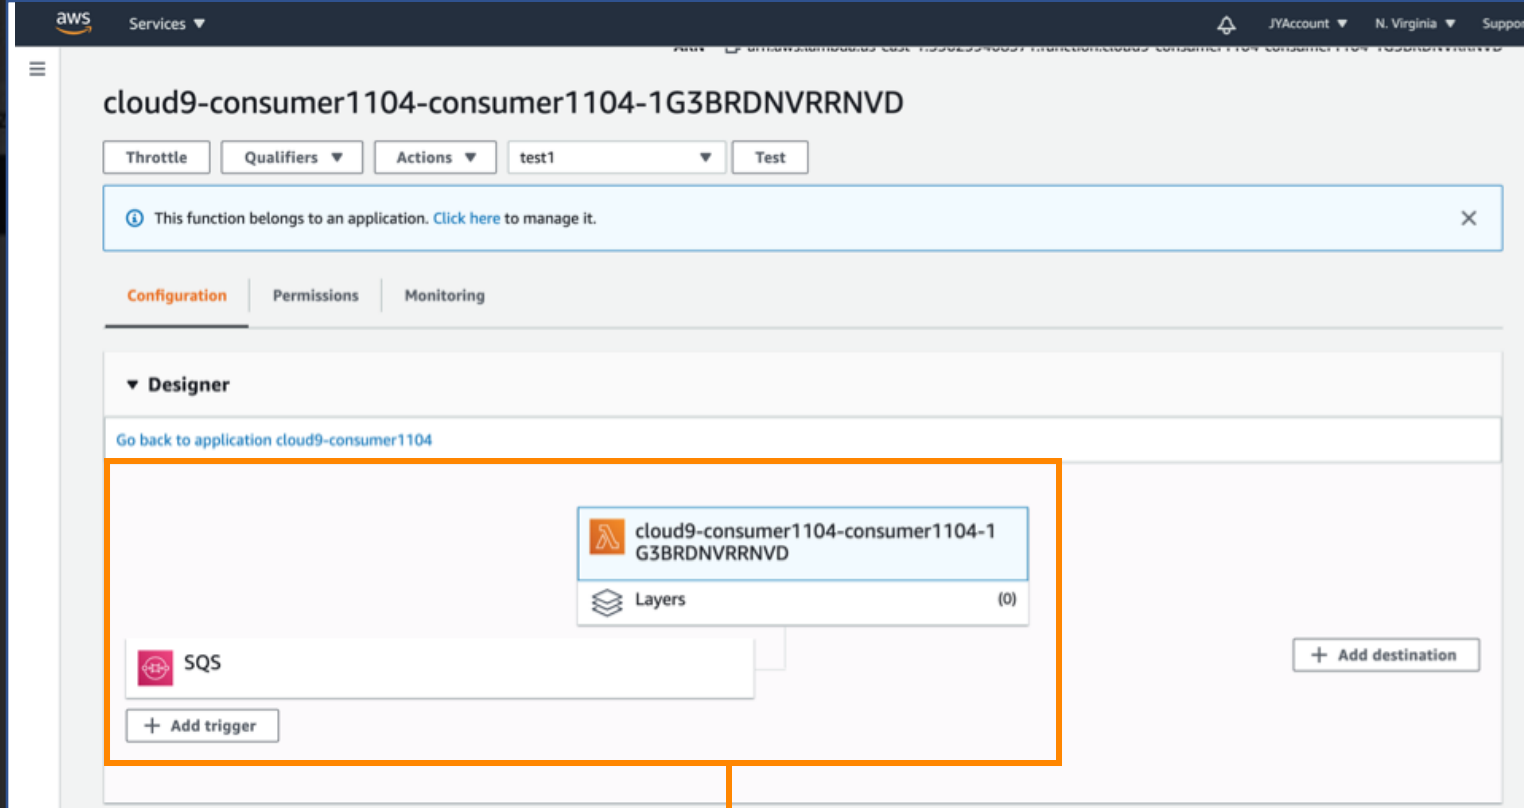 aws Services JYAccount N. Virginia
cloud9-consumer1104-consumer1104-1G3BRDNVRRNVD
Throttle Qualifiers Actions test1 Test
This function belongs to an application. Click here to manage it.
Configuration Permissions Monitoring
Designer
Go back to application cloud9-consumer1104
cloud9-consumer1104-consumer1104-1
G3BRDNVRRNVD
Layers (0)
SQS
Add destination
Add trigger